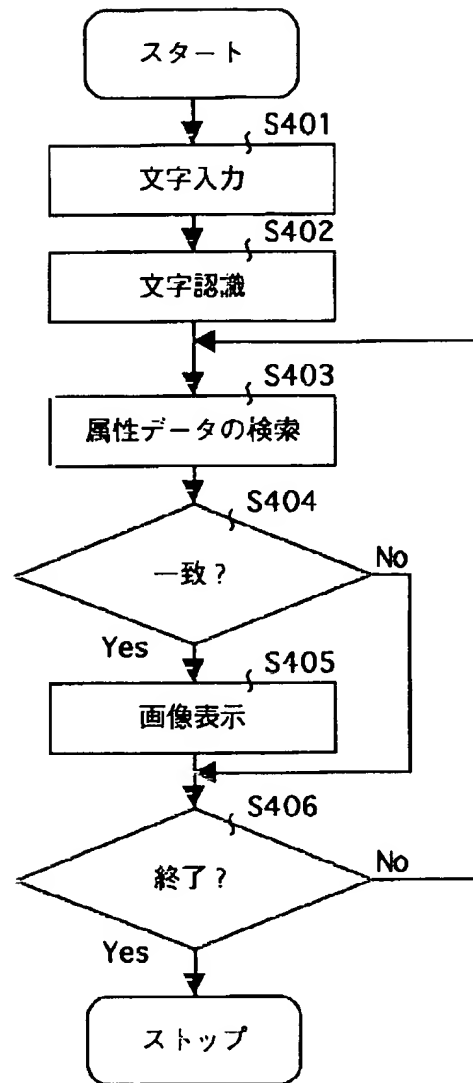 スタート
S401
文字入力
S402
文字認識
S403
属性データの検索
S404
一致?
No
Yes
S405
画像表示
S406
終了?
No
Yes
ストップ